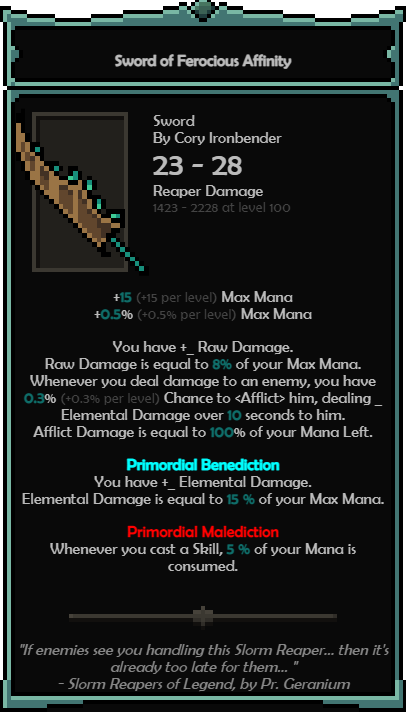 Sword of Ferocious Affinity
Sword
By Cory Ironbender
23 - 28
Reaper Damage
1423 - 2228 at level 100
+15 (+15 per level) Max Mana
+0.5% (+0.5% per level) Max Mana
You have +_ Raw Damage.
Raw Damage is equal to 8% of your Max Mana.
Whenever you deal damage to an enemy, you have
0.3% (+0.3% per level) Chance to <Afflict> him, dealing _
Elemental Damage over 10 seconds to him.
Afflict Damage is equal to 100% of your Mana Left.
Primordial Benediction
You have +_ Elemental Damage.
Elemental Damage is equal to 15 % of your Max Mana.
Primordial Malediction
Whenever you cast a Skill, 5 % of your Mana is
consumed.
"If enemies see you handling this Slorm Reaper... then it's
already too late for them... "
- Slorm Reapers of Legend, by Pr. Geranium